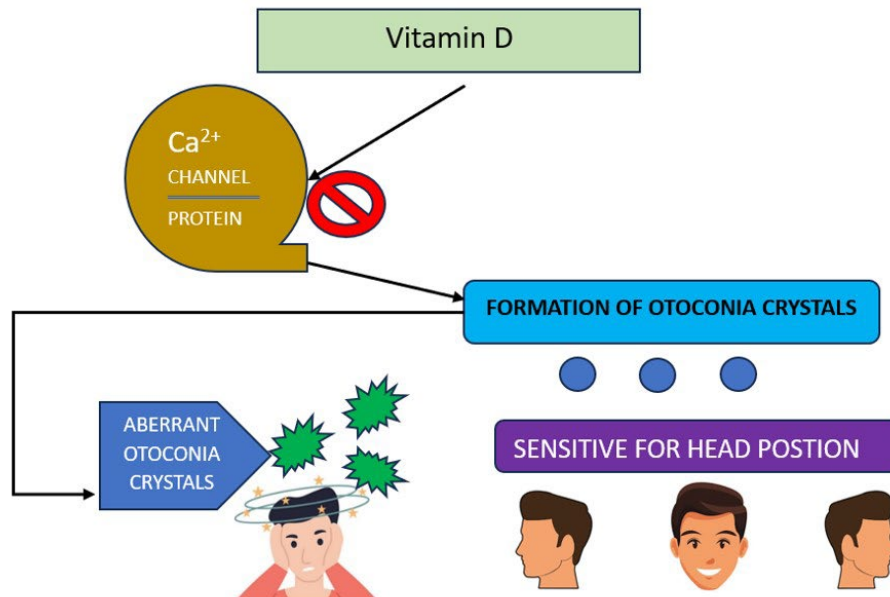 Vitamin D
Ca²⁺
CHANNEL
PROTEIN
FORMATION OF OTOCONIA CRYSTALS
ABERRANT
OTOCONIA
CRYSTALS
SENSITIVE FOR HEAD POSTION